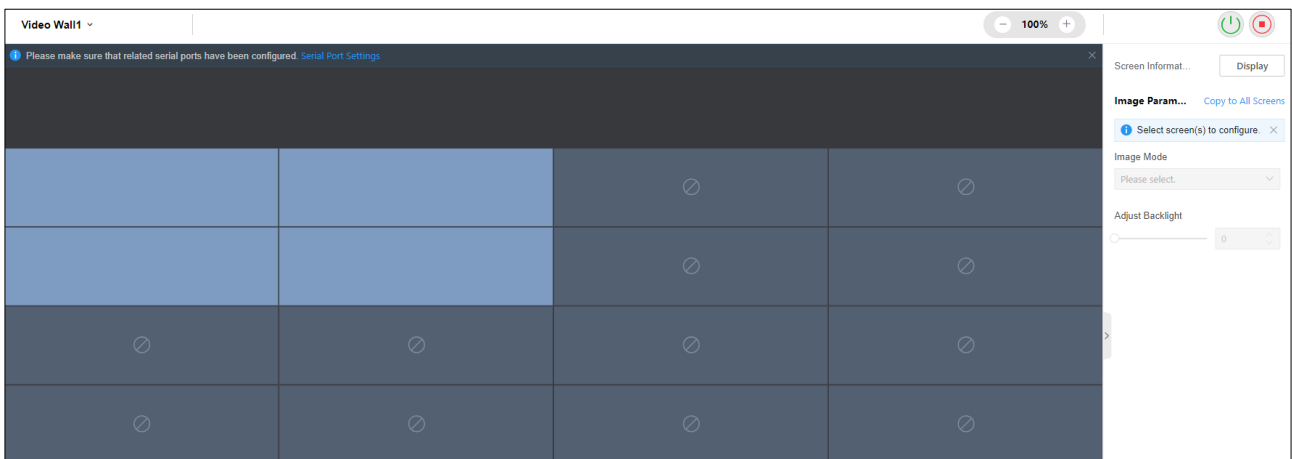 Video Wall1
100%
Please make sure that related serial ports have been configured. Serial Port Settings
Screen Informat...
Display
Image Param...
Copy to All Screens
Select screen(s) to configure.
Image Mode
Please select.
Adjust Backlight
0